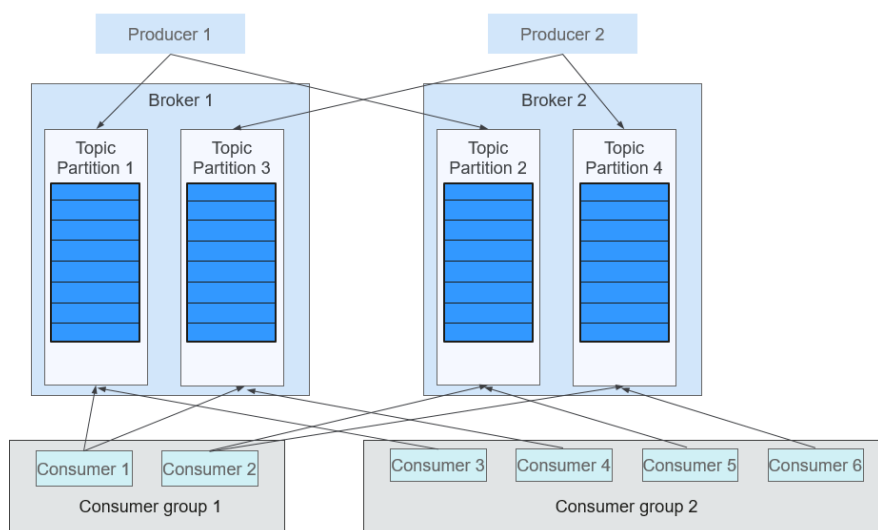 Producer 1
Producer 2
Broker 1
Broker 2
Topic
Partition 1
Topic
Partition 3
Topic
Partition 2
Topic
Partition 4
Consumer 1
Consumer 2
Consumer 3
Consumer 4
Consumer 5
Consumer 6
Consumer group 1
Consumer group 2